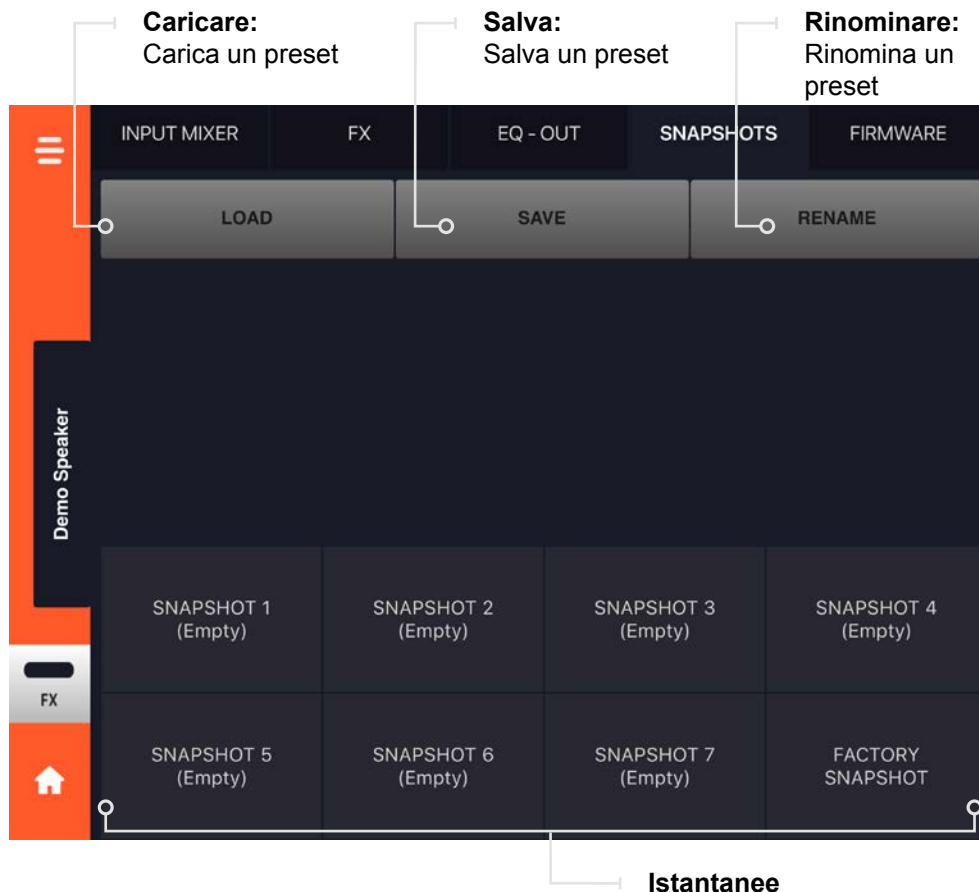 Caricare:
Carica un preset
Salva:
Salva un preset
Rinominare:
Rinomina un
preset
INPUT MIXER
FX
EQ - OUT
SNAPSHOTS
FIRMWARE
LOAD
SAVE
RENAME
Demo Speaker
SNAPSHOT 1
(Empty)
SNAPSHOT 2
(Empty)
SNAPSHOT 3
(Empty)
SNAPSHOT 4
(Empty)
FX
SNAPSHOT 5
(Empty)
SNAPSHOT 6
(Empty)
SNAPSHOT 7
(Empty)
FACTORY
SNAPSHOT
Istantanee